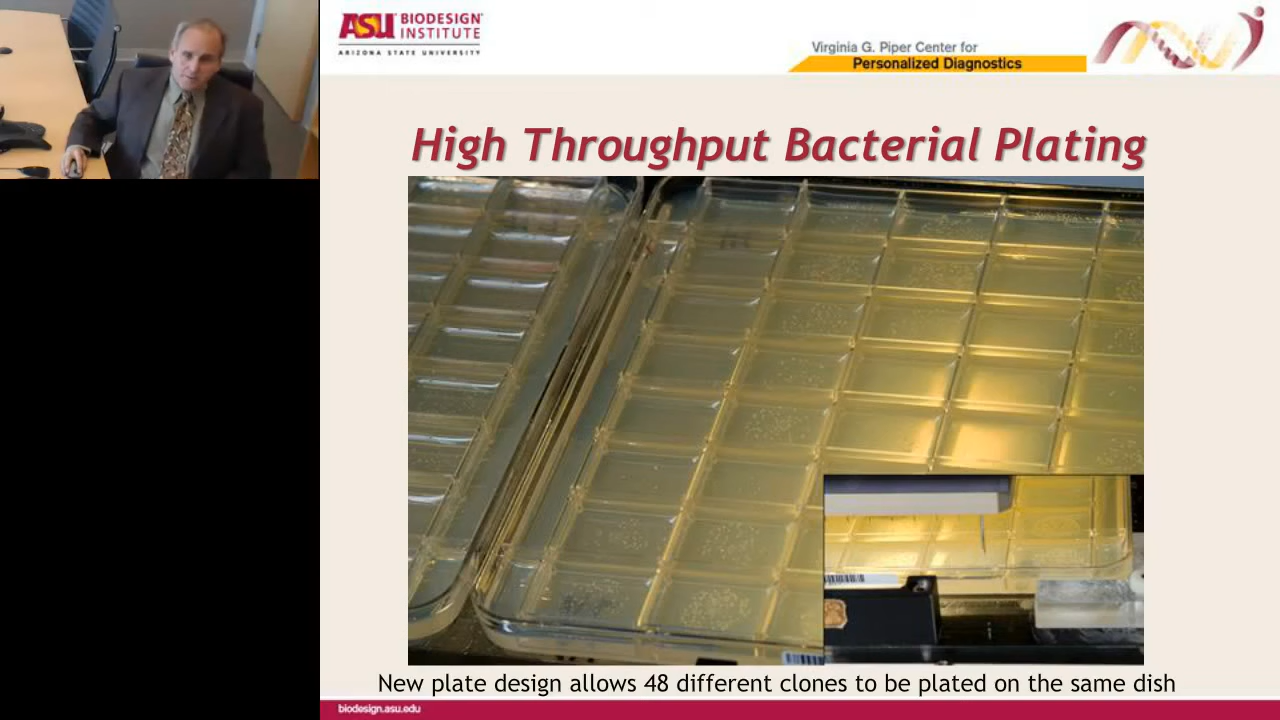 ASU BIODESIGN
INSTITUTE
ARIZONA STATE UNIVERSITY
Virginia G. Piper Center for
Personalized Diagnostics
High Throughput Bacterial Plating
New plate design allows 48 different clones to be plated on the same dish
biodesign.asu.edu